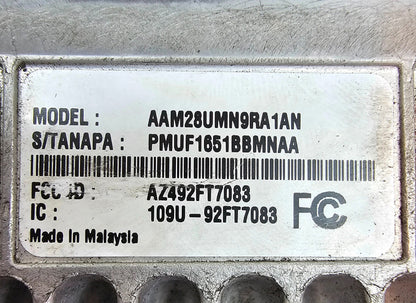 MODEL : AAM28UMN9RA1AN
S/TANAPA : PMUF1651BBMNAA
FCC ID : AZ492FT7083
IC : 109U-92FT7083
FC
Made In Malaysia